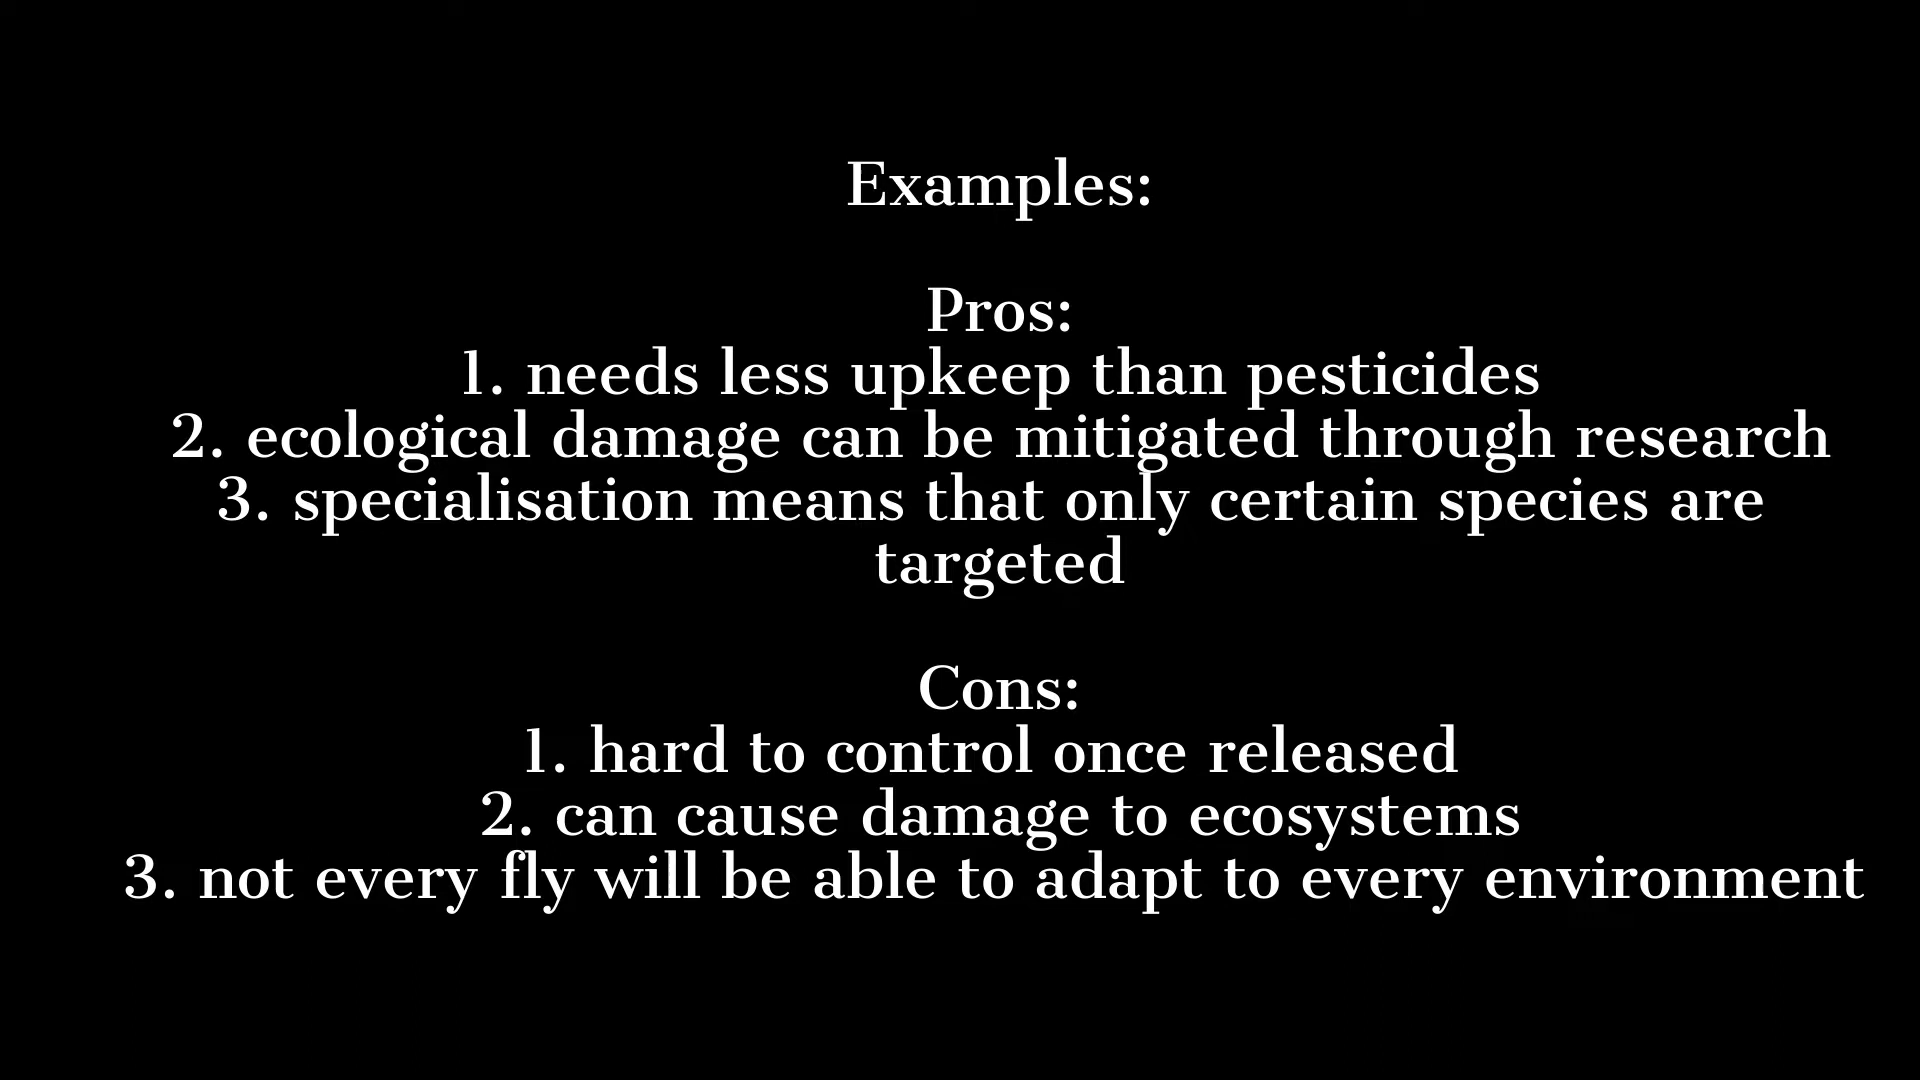 Examples:
Pros:
1. needs less upkeep than pesticides
2. ecological damage can be mitigated through research
3. specialisation means that only certain species are
targeted
Cons:
1. hard to control once released
2. can cause damage to ecosystems
3. not every fly will be able to adapt to every environment